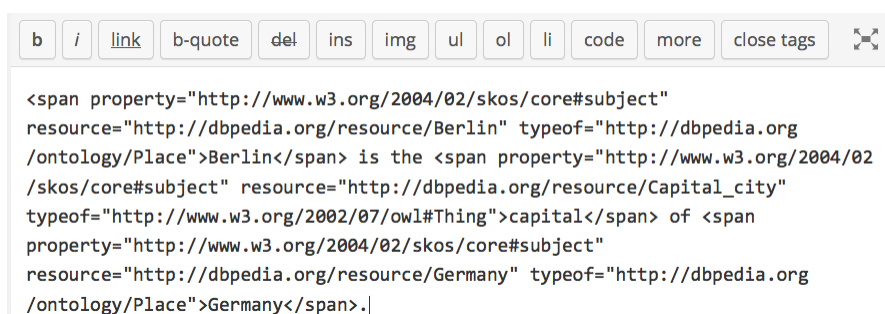 b i link b-quote del ins img ul ol li code more close tags
<span property="http://www.w3.org/2004/02/skos/core#subject"
resource="http://dbpedia.org/resource/Berlin" typeof="http://dbpedia.org
/ontology/Place">Berlin</span> is the <span property="http://www.w3.org/2004/02
/skos/core#subject" resource="http://dbpedia.org/resource/Capital_city"
typeof="http://www.w3.org/2002/07/owl#Thing">capital</span> of <span
property="http://www.w3.org/2004/02/skos/core#subject"
resource="http://dbpedia.org/resource/Germany" typeof="http://dbpedia.org
/ontology/Place">Germany</span>.